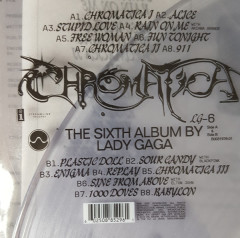 A1.CHROMATICA I A2.ALICE
A3.STUPID LOVE A4.RAIN ON ME
A5.FREE WOMAN A6.FUN TONIGHT
A7.CHROMATICA II A8.911
CHROMATICA
LG-6
THE SIXTH ALBUM BY
LADY GAGA
B1.PLASTIC DOLL B2.SOUR CANDY
B3.ENIGMA B4.REPLAY B5.CHROMATICA III
B6.SINE FROM ABOVE
B7.1000 DOVES B8.BABYLON